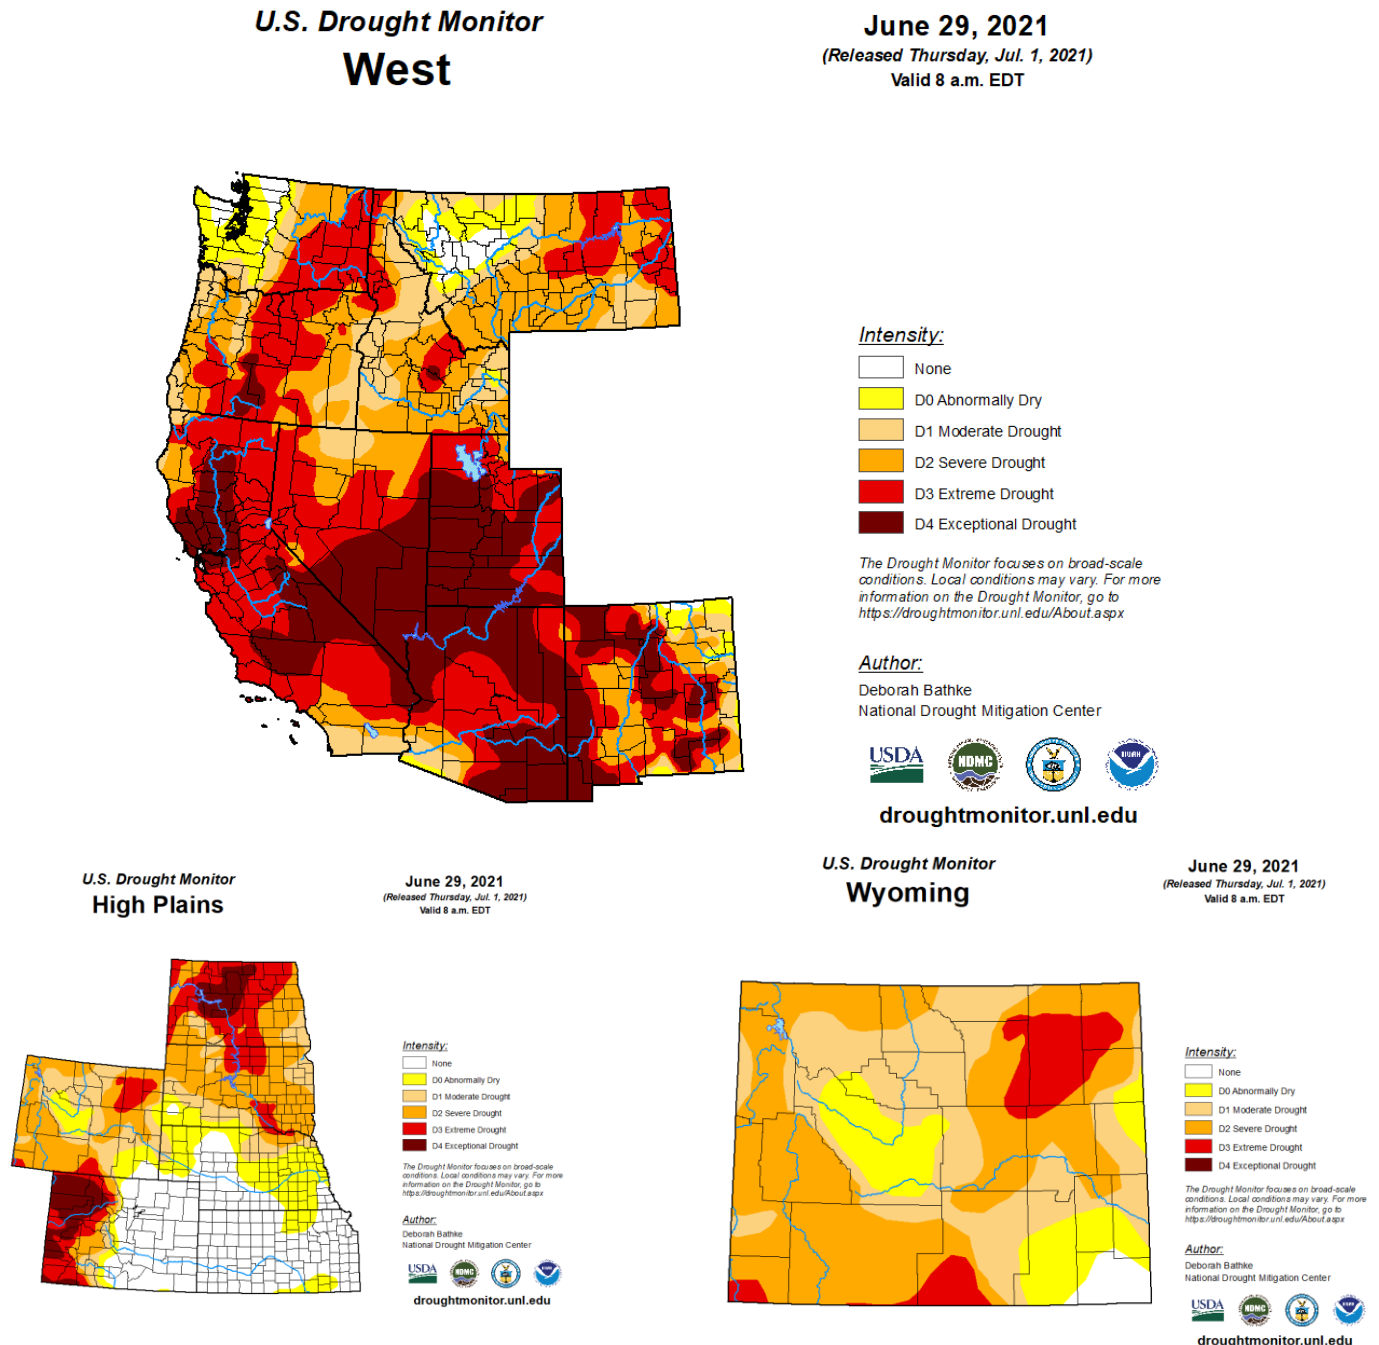 U.S. Drought Monitor
West
June 29, 2021
(Released Thursday, Jul. 1, 2021)
Valid 8 a.m. EDT
Intensity:
None
D0 Abnormally Dry
D1 Moderate Drought
D2 Severe Drought
D3 Extreme Drought
D4 Exceptional Drought
The Drought Monitor focuses on broad-scale
conditions. Local conditions may vary. For more
information on the Drought Monitor, go to
https://droughtmonitor.unl.edu/About.aspx
Author:
Deborah Bathke
National Drought Mitigation Center
USDA
NDMC
droughtmonitor.unl.edu
U.S. Drought Monitor
High Plains
June 29, 2021
(Released Thursday, Jul. 1, 2021)
Valid 8 a.m. EDT
Intensity:
None
D0 Abnormally Dry
D1 Moderate Drought
D2 Severe Drought
D3 Extreme Drought
D4 Exceptional Drought
The Drought Monitor focuses on broad-scale
conditions. Local conditions may vary. For more
information on the Drought Monitor, go to
https://droughtmonitor.unl.edu/About.aspx
Author:
Deborah Bathke
National Drought Mitigation Center
USDA
NDMC
droughtmonitor.unl.edu
U.S. Drought Monitor
Wyoming
June 29, 2021
(Released Thursday, Jul. 1, 2021)
Valid 8 a.m. EDT
Intensity:
None
D0 Abnormally Dry
D1 Moderate Drought
D2 Severe Drought
D3 Extreme Drought
D4 Exceptional Drought
The Drought Monitor focuses on broad-scale
conditions. Local conditions may vary. For more
information on the Drought Monitor, go to
https://droughtmonitor.unl.edu/About.aspx
Author:
Deborah Bathke
National Drought Mitigation Center
USDA
NDMC
droughtmonitor.unl.edu